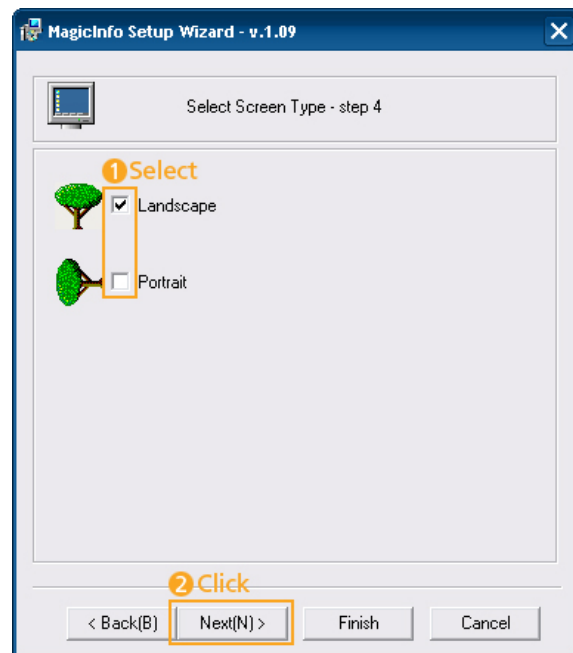 MagicInfo Setup Wizard - v.1.09
Select Screen Type - step 4
1 Select
Landscape
Portrait
2 Click
< Back(B) Next(N) > Finish Cancel